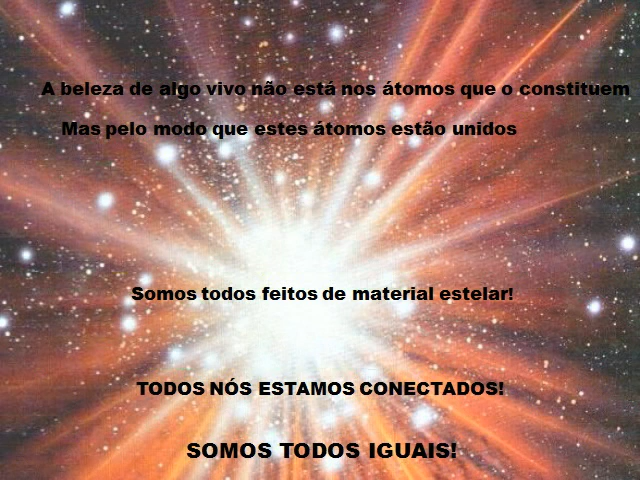 A beleza de algo vivo não está nos átomos que o constituem
Mas pelo modo que estes átomos estão unidos
Somos todos feitos de material estelar!
TODOS NÓS ESTAMOS CONECTADOS!
SOMOS TODOS IGUAIS!